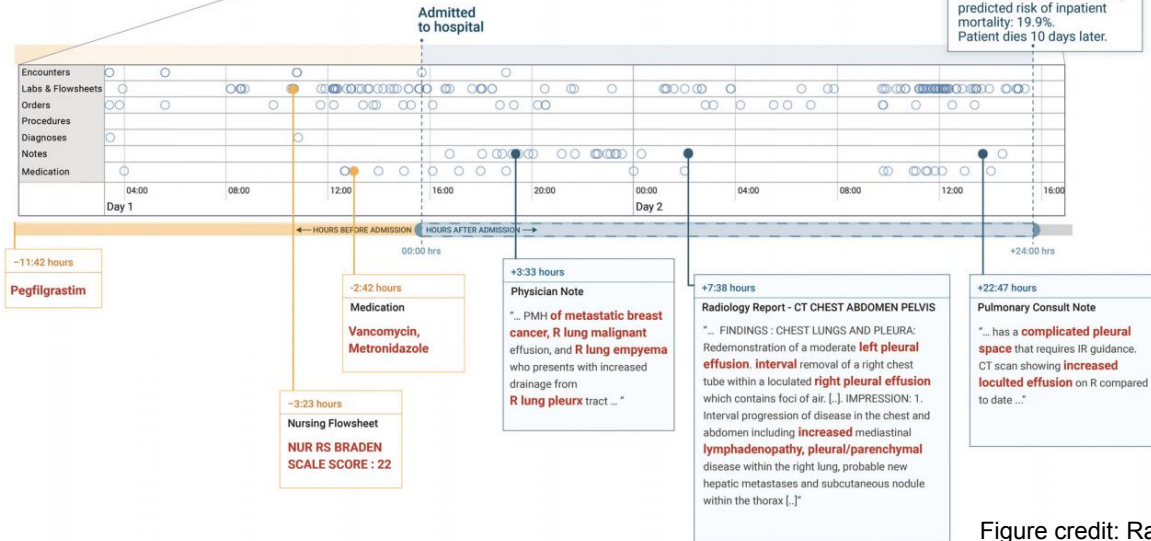 Admitted
to hospital
predicted risk of inpatient
mortality: 19.9%.
Patient dies 10 days later.
Encounters
Labs & Flowsheets
Orders
Procedures
Diagnoses
Notes
Medication
04:00 08:00 12:00 16:00 20:00 00:00 04:00 08:00 12:00 16:00
Day 1 Day 2
HOURS BEFORE ADMISSION HOURS AFTER ADMISSION
00:00 hrs +24:00 hrs
−11:42 hours
Pegfilgrastim
−3:23 hours
Nursing Flowsheet
NUR RS BRADEN
SCALE SCORE : 22
-2:42 hours
Medication
Vancomycin,
Metronidazole
+3:33 hours
Physician Note
"... PMH of metastatic breast
cancer, R lung malignant
effusion, and R lung empyema
who presents with increased
drainage from
R lung pleurx tract ... "
+7:38 hours
Radiology Report - CT CHEST ABDOMEN PELVIS
"... FINDINGS : CHEST LUNGS AND PLEURA:
Redemonstration of a moderate left pleural
effusion. interval removal of a right chest
tube within a loculated right pleural effusion
which contains foci of air. [..]. IMPRESSION: 1.
Interval progression of disease in the chest and
abdomen including increased mediastinal
lymphadenopathy, pleural/parenchymal
disease within the right lung, probable new
hepatic metastases and subcutaneous nodule
within the thorax [..]"
+22:47 hours
Pulmonary Consult Note
"... has a complicated pleural
space that requires IR guidance.
CT scan showing increased
loculted effusion on R compared
to date ..."
Figure credit: Ra